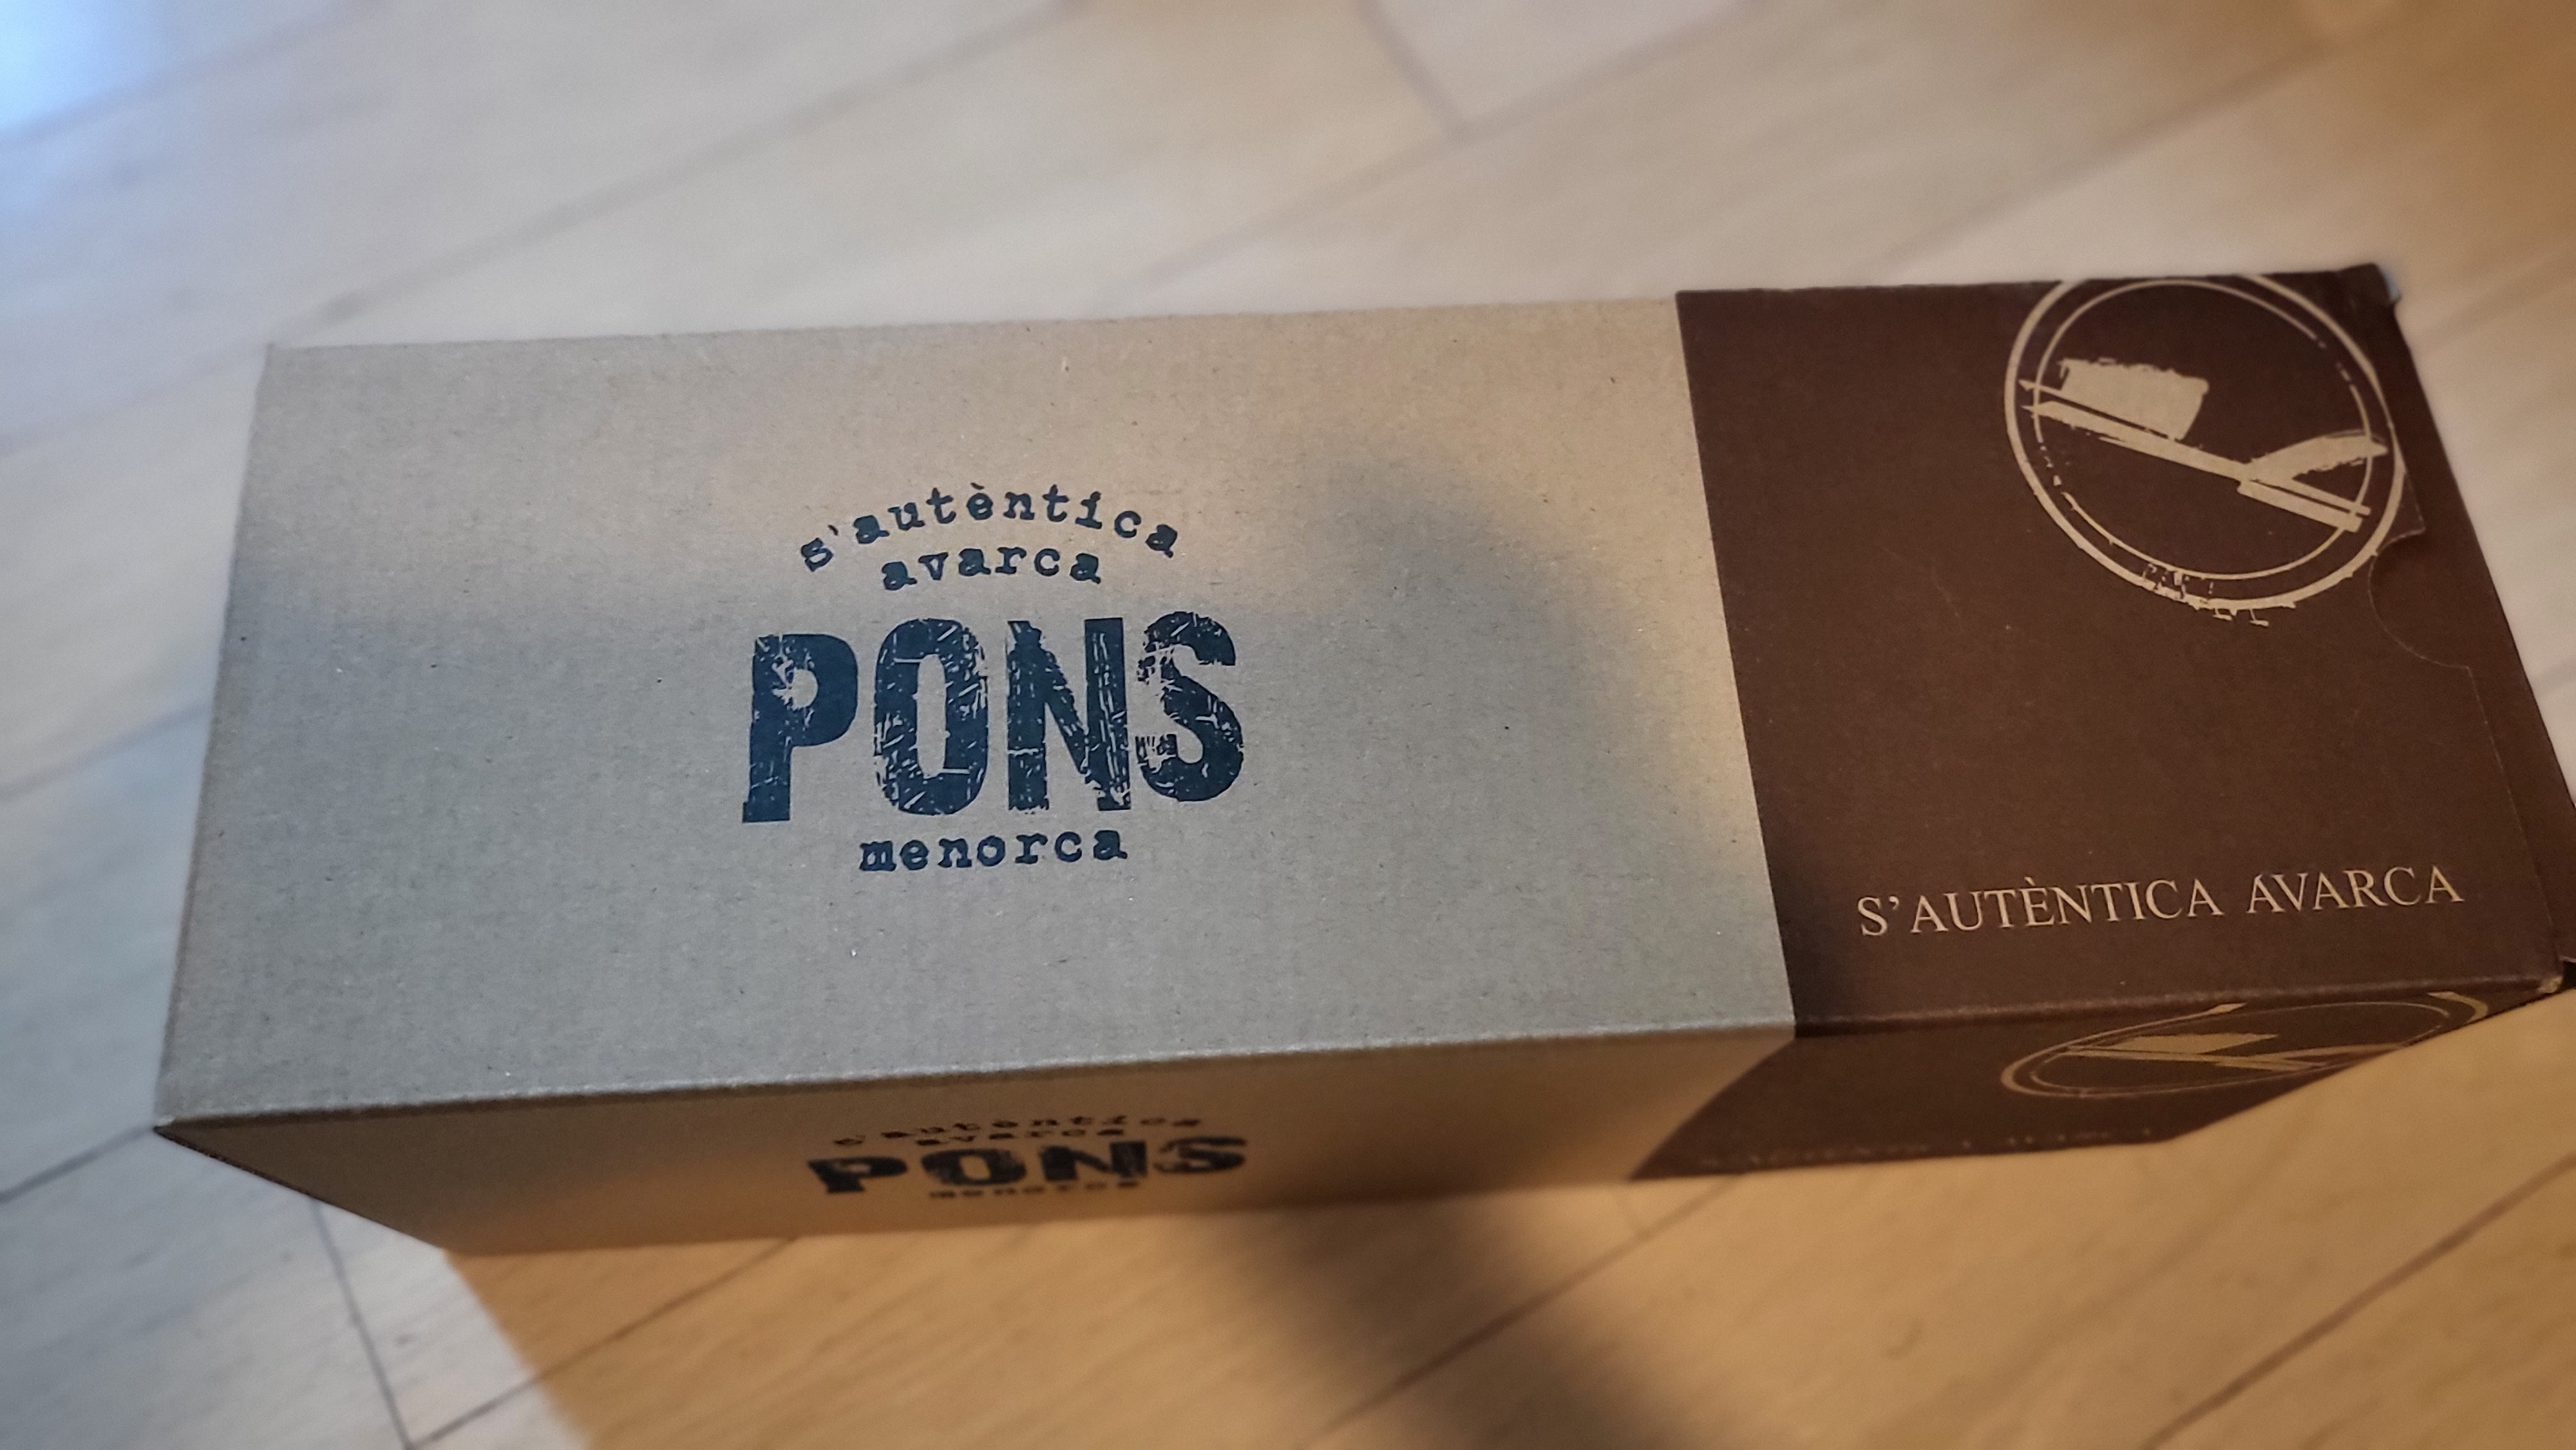 s'autèntica
avarca
PONS
menorca
S'AUTÈNTICA AVARCA
s'autèntica
avarca
PONS
menorca